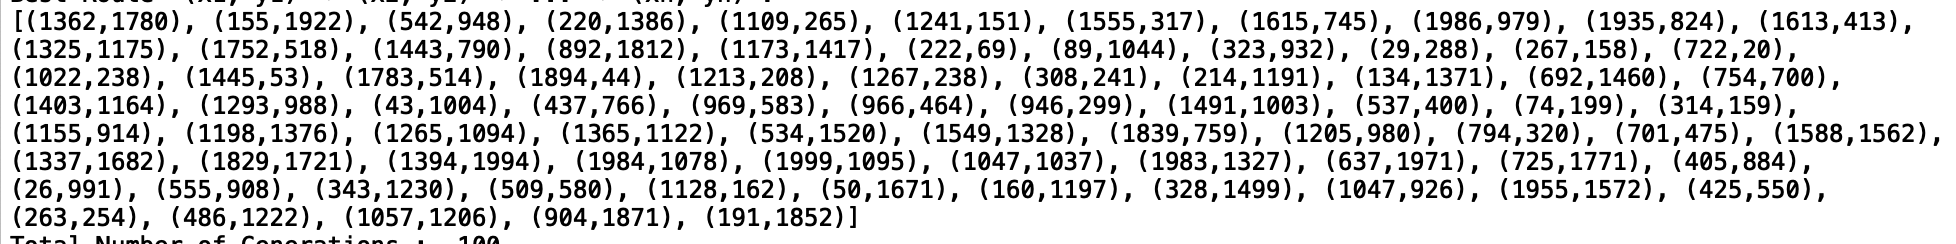 [(1362,1780), (155,1922), (542,948), (220,1386), (1109,265), (1241,151), (1555,317), (1615,745), (1986,979), (1935,824), (1613,413),
(1325,1175), (1752,518), (1443,790), (892,1812), (1173,1417), (222,69), (89,1044), (323,932), (29,288), (267,158), (722,20),
(1022,238), (1445,53), (1783,514), (1894,44), (1213,208), (1267,238), (308,241), (214,1191), (134,1371), (692,1460), (754,700),
(1403,1164), (1293,988), (43,1004), (437,766), (969,583), (966,464), (946,299), (1491,1003), (537,400), (74,199), (314,159),
(1155,914), (1198,1376), (1265,1094), (1365,1122), (534,1520), (1549,1328), (1839,759), (1205,980), (794,320), (701,475), (1588,1562),
(1337,1682), (1829,1721), (1394,1994), (1984,1078), (1999,1095), (1047,1037), (1983,1327), (637,1971), (725,1771), (405,884),
(26,991), (555,908), (343,1230), (509,580), (1128,162), (50,1671), (160,1197), (328,1499), (1047,926), (1955,1572), (425,550),
(263,254), (486,1222), (1057,1206), (904,1871), (191,1852)]
Total Number of Generations : 100